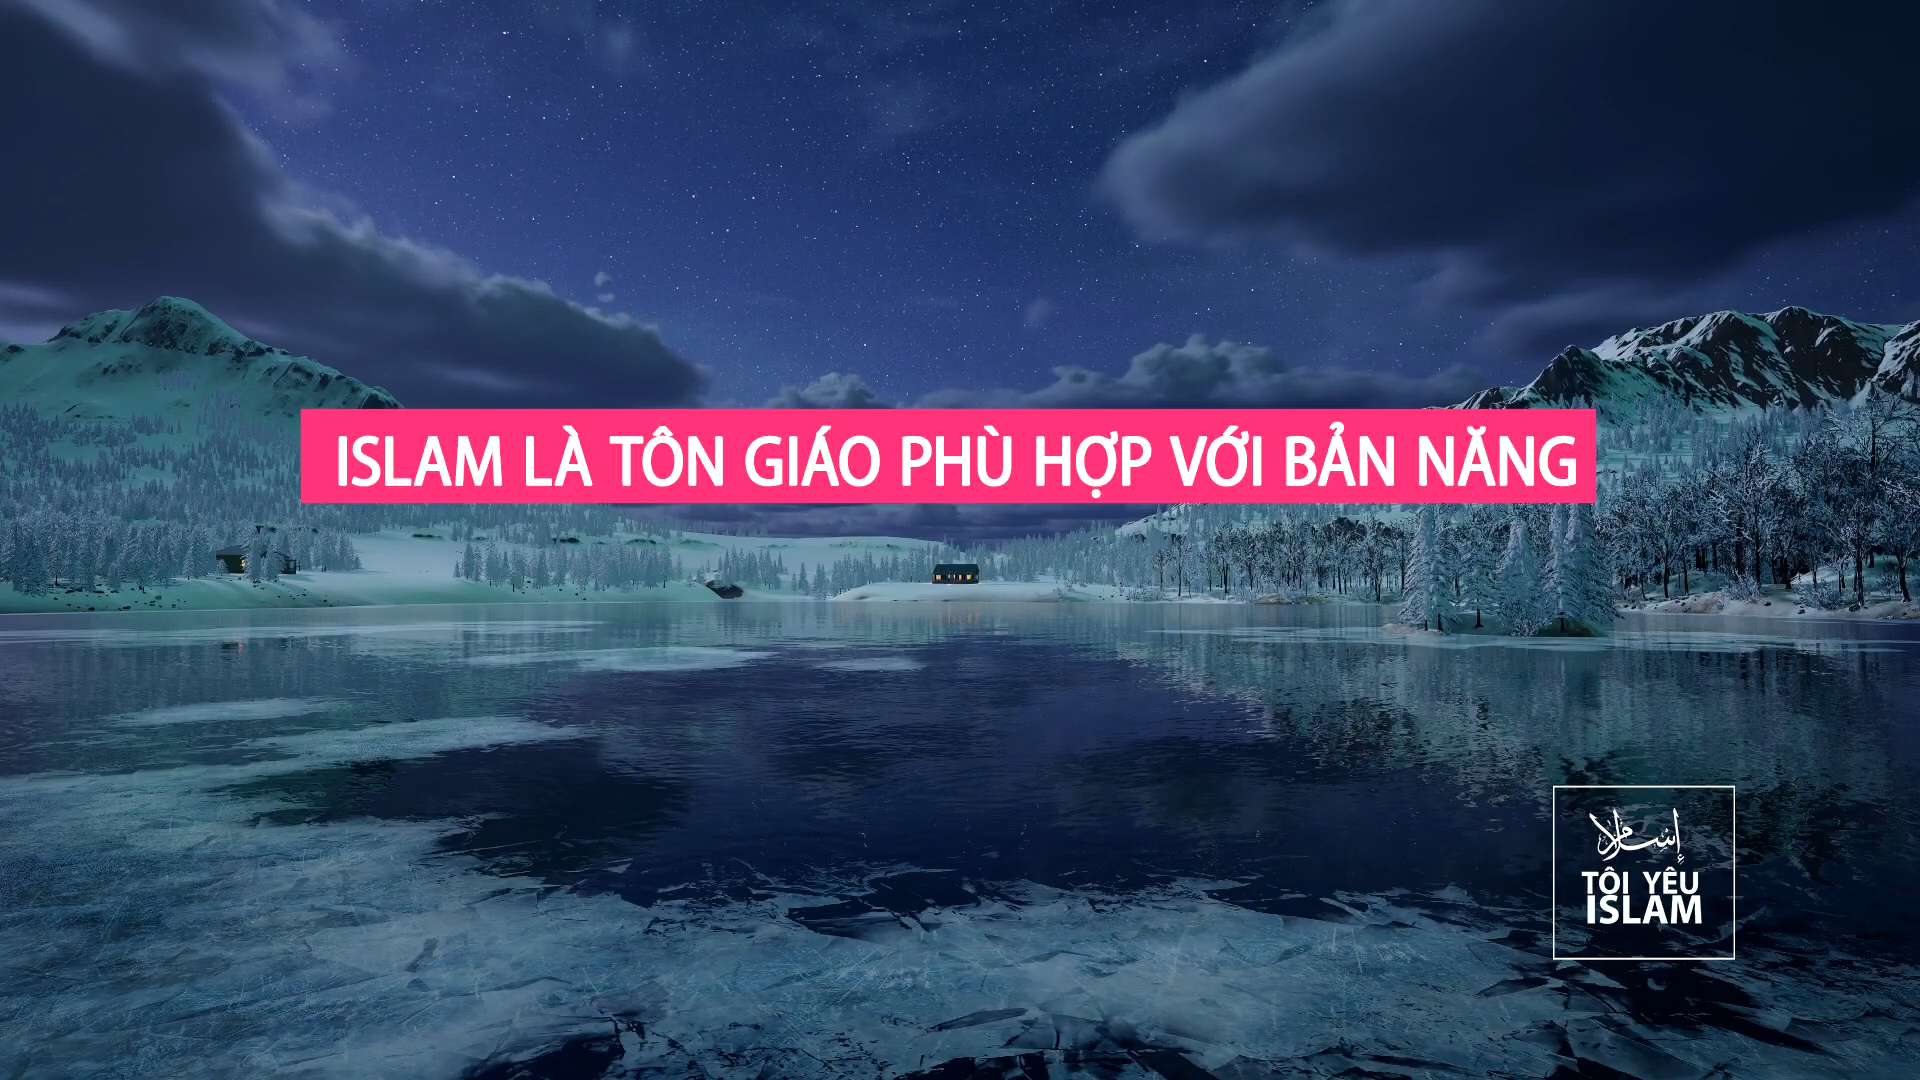 ISLAM LÀ TÔN GIÁO PHÙ HỢP VỚI BẢN NĂNG
إسلام
TÔI YÊU
ISLAM